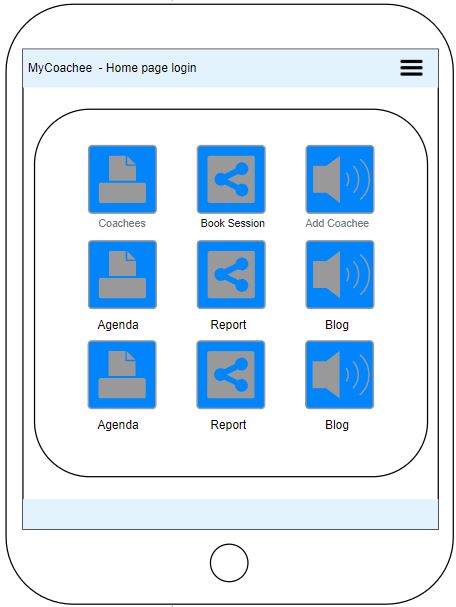 MyCoachee - Home page login
Coachees Book Session Add Coachee
Agenda Report Blog
Agenda Report Blog